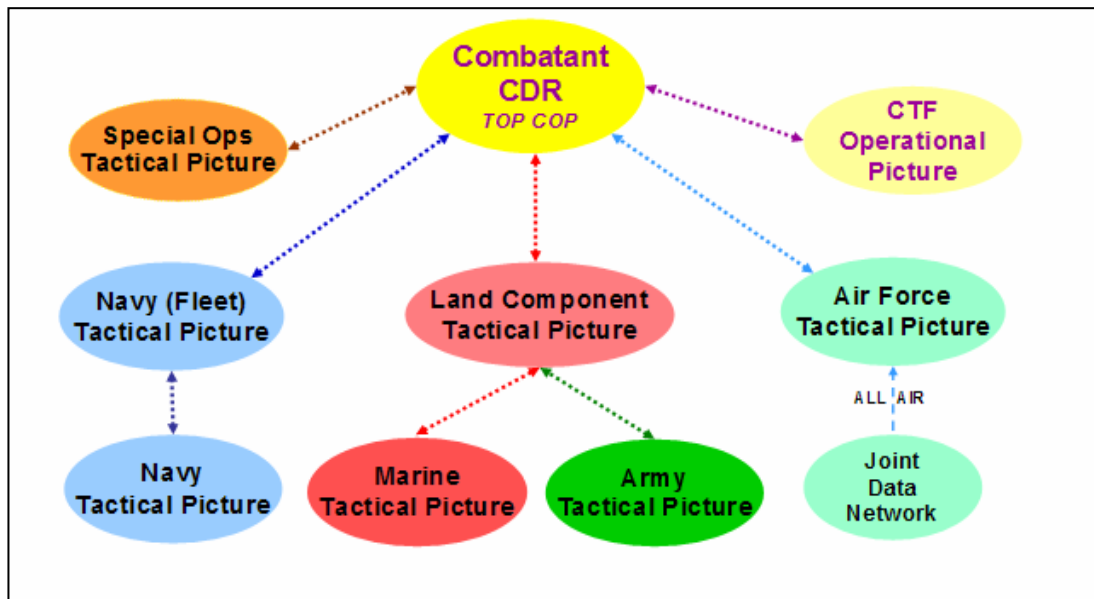 Combatant
CDR
TOP COP
Special Ops
Tactical Picture
CTF
Operational
Picture
Navy (Fleet)
Tactical Picture
Land Component
Tactical Picture
Air Force
Tactical Picture
ALL AIR
Navy
Tactical Picture
Marine
Tactical Picture
Army
Tactical Picture
Joint
Data
Network